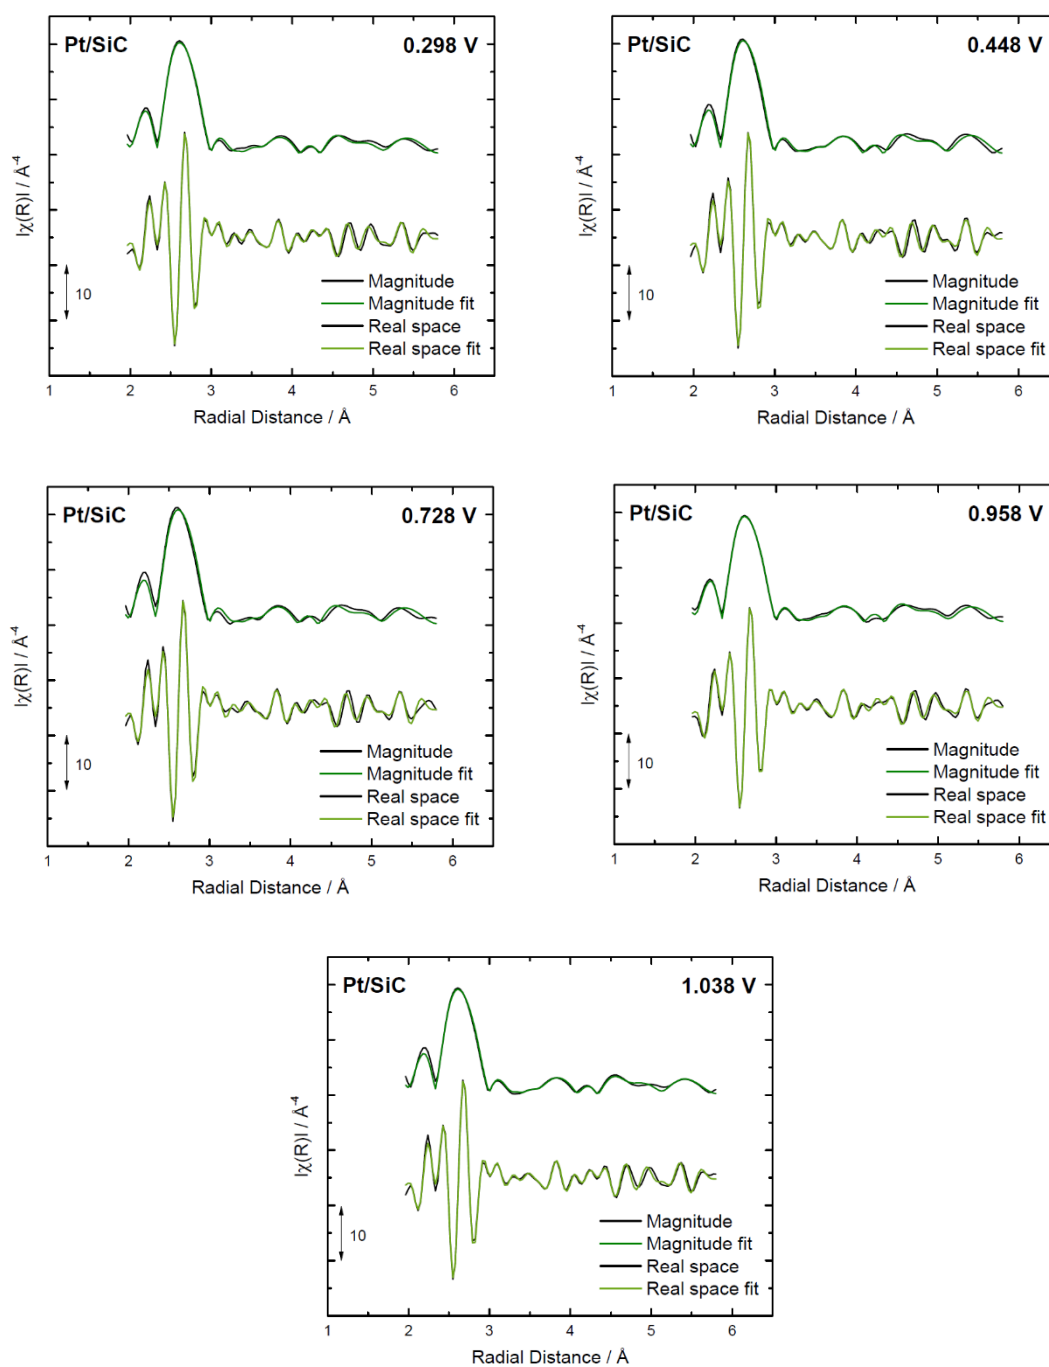 Pt/SiC 0.298 V
|χ(R)| / Å-4
10
Magnitude
Magnitude fit
Real space
Real space fit
1 2 3 4 5 6
Radial Distance / Å
Pt/SiC 0.448 V
|χ(R)| / Å-4
10
Magnitude
Magnitude fit
Real space
Real space fit
1 2 3 4 5 6
Radial Distance / Å
Pt/SiC 0.728 V
|χ(R)| / Å-4
10
Magnitude
Magnitude fit
Real space
Real space fit
1 2 3 4 5 6
Radial Distance / Å
Pt/SiC 0.958 V
|χ(R)| / Å-4
10
Magnitude
Magnitude fit
Real space
Real space fit
1 2 3 4 5 6
Radial Distance / Å
Pt/SiC 1.038 V
|χ(R)| / Å-4
10
Magnitude
Magnitude fit
Real space
Real space fit
1 2 3 4 5 6
Radial Distance / Å